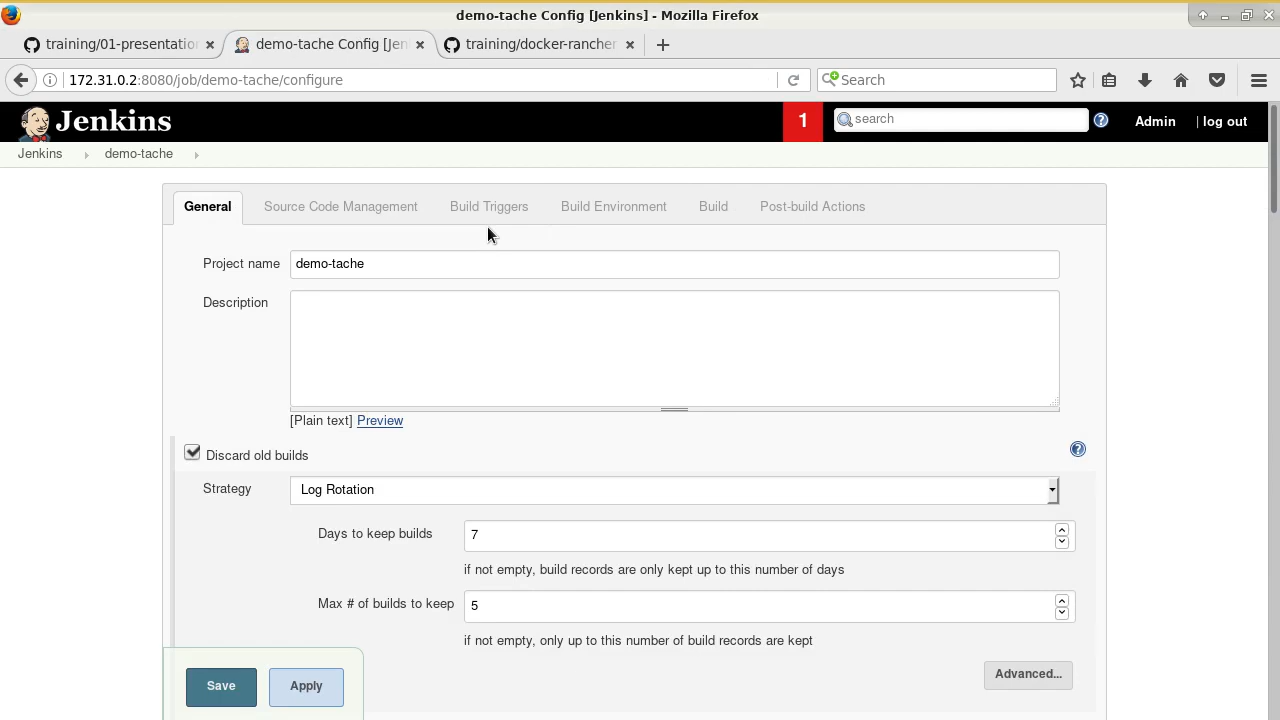 demo-tache Config [Jenkins] - Mozilla Firefox
training/01-presentation
demo-tache Config [Jen
training/docker-rancher
172.31.0.2:8080/job/demo-tache/configure
Search
Jenkins
1
search
Admin
| log out
Jenkins
demo-tache
General
Source Code Management
Build Triggers
Build Environment
Build
Post-build Actions
Project name
demo-tache
Description
[Plain text] Preview
Discard old builds
Strategy
Log Rotation
Days to keep builds
7
if not empty, build records are only kept up to this number of days
Max # of builds to keep
5
if not empty, only up to this number of build records are kept
Advanced...
Save
Apply